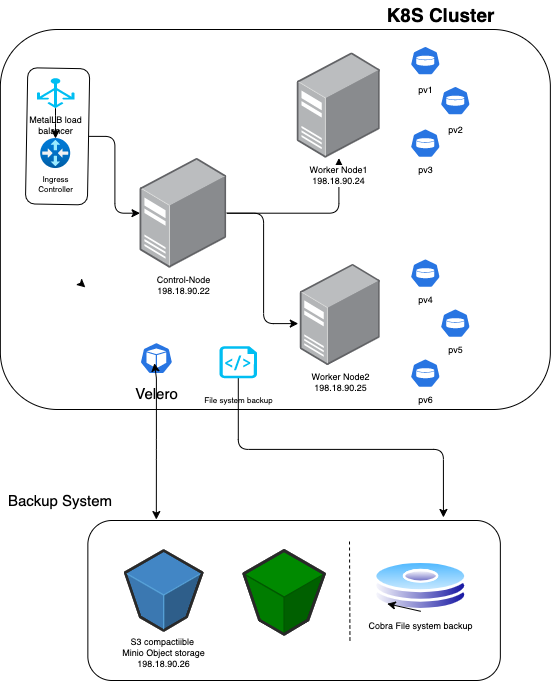 K8S Cluster
MetalLB load
balancer
Ingress
Controller
pv1
pv2
pv3
Worker Node1
198.18.90.24
Control-Node
198.18.90.22
pv4
pv5
pv6
Worker Node2
198.18.90.25
Velero
</>
File system backup
Backup System
S3 compactiible
Minio Object storage
198.18.90.26
Cobra File system backup